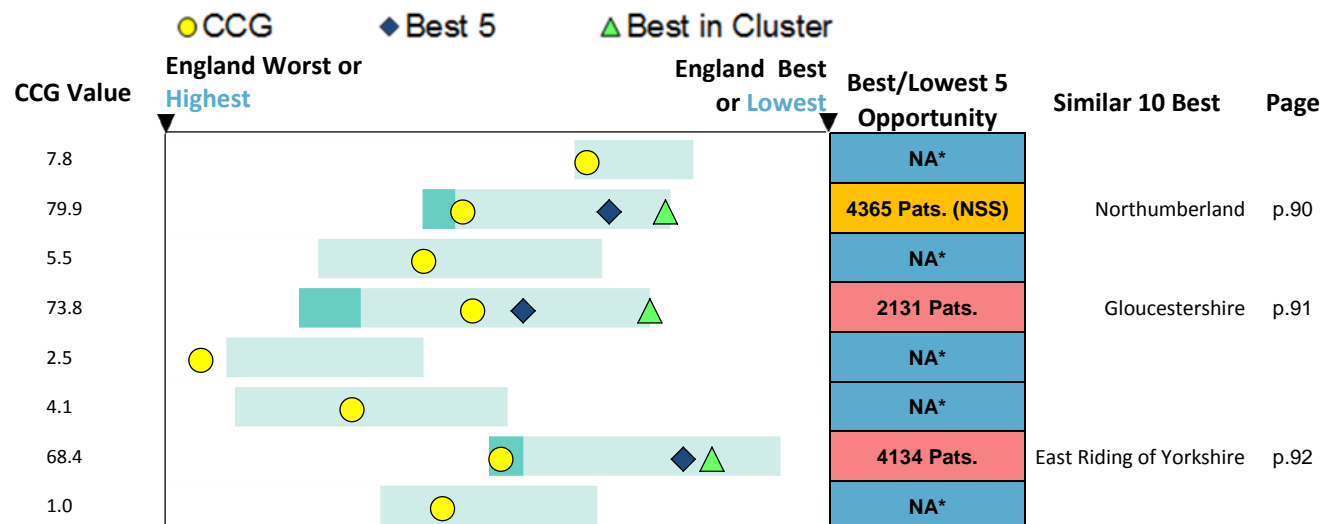 CCG Best 5 Best in Cluster
CCG Value
England Worst or
Highest
England Best
or Lowest
Best/Lowest 5
Opportunity
Similar 10 Best
Page
7.8 NA*
79.9 4365 Pats. (NSS) Northumberland p.90
5.5 NA*
73.8 2131 Pats. Gloucestershire p.91
2.5 NA*
4.1 NA*
68.4 4134 Pats. East Riding of Yorkshire p.92
1.0 NA*